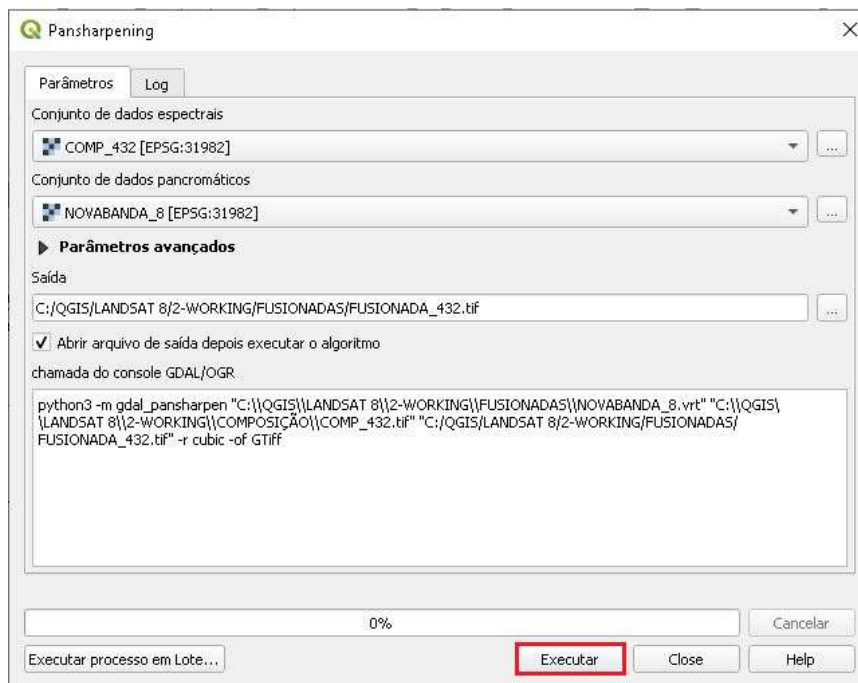 Pansharpening
Parâmetros
Log
Conjunto de dados espectrais
COMP_432 [EPSG:31982]
...
Conjunto de dados pancromáticos
NOVABANDA_8 [EPSG:31982]
...
Parâmetros avançados
Saída
C:/QGIS/LANDSAT 8/2-WORKING/FUSIONADAS/FUSIONADA_432.tif
...
Abrir arquivo de saída depois executar o algoritmo
chamada do console GDAL/OGR
python3 -m gdal_pansharpen "C:\\QGIS\\LANDSAT 8\\2-WORKING\\FUSIONADAS\\NOVABANDA_8.vrt" "C:\\QGIS\
\LANDSAT 8\\2-WORKING\\COMPOSIÇÃO\\COMP_432.tif" "C:/QGIS/LANDSAT 8/2-WORKING/FUSIONADAS/
FUSIONADA_432.tif" -r cubic -of GTiff
0%
Cancelar
Executar processo em Lote...
Executar
Close
Help